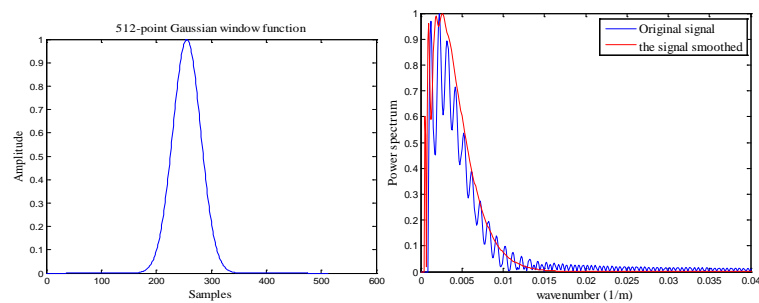 512-point Gaussian window function
1
0.9
0.8
0.7
0.6
0.5
0.4
0.3
0.2
0.1
0
Amplitude
0 100 200 300 400 500 600
Samples
1
0.9
0.8
0.7
0.6
0.5
0.4
0.3
0.2
0.1
0
Power spectrum
Original signal
the signal smoothed
0 0.005 0.01 0.015 0.02 0.025 0.03 0.035 0.04
wavenumber (1/m)